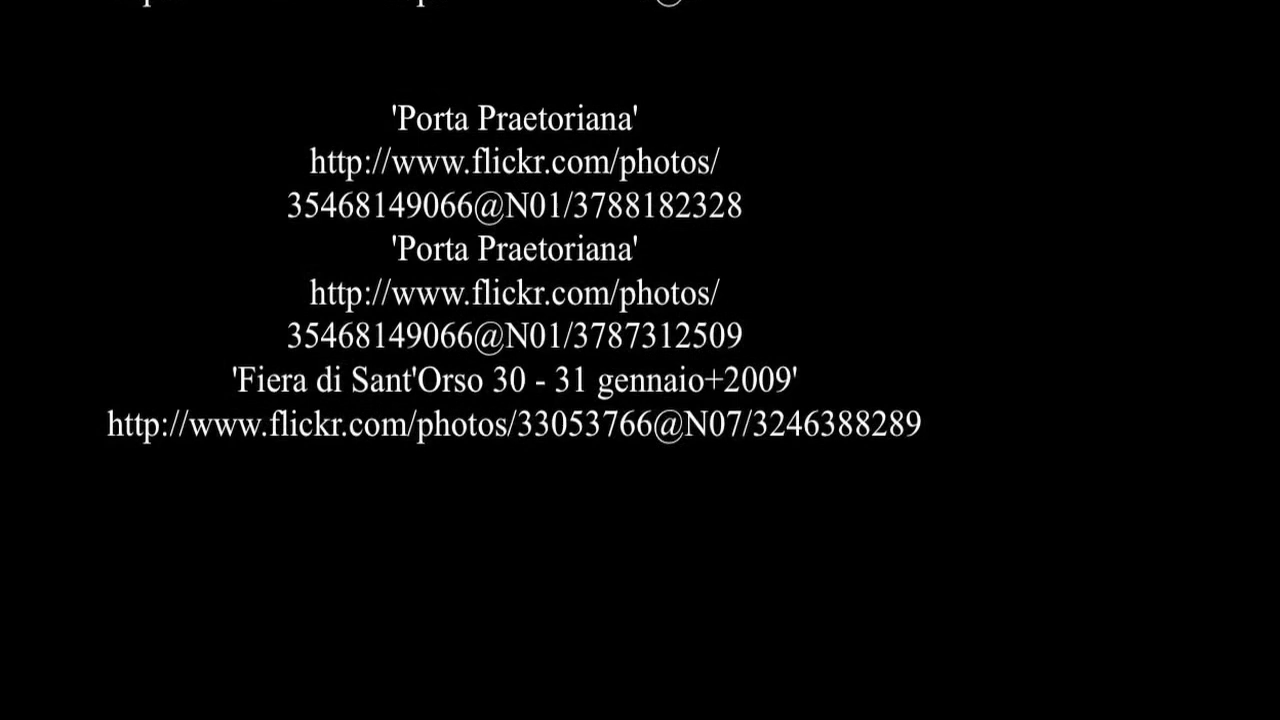 'Porta Praetoriana'
http://www.flickr.com/photos/
35468149066@N01/3788182328
'Porta Praetoriana'
http://www.flickr.com/photos/
35468149066@N01/3787312509
'Fiera di Sant'Orso 30 - 31 gennaio+2009'
http://www.flickr.com/photos/33053766@N07/3246388289